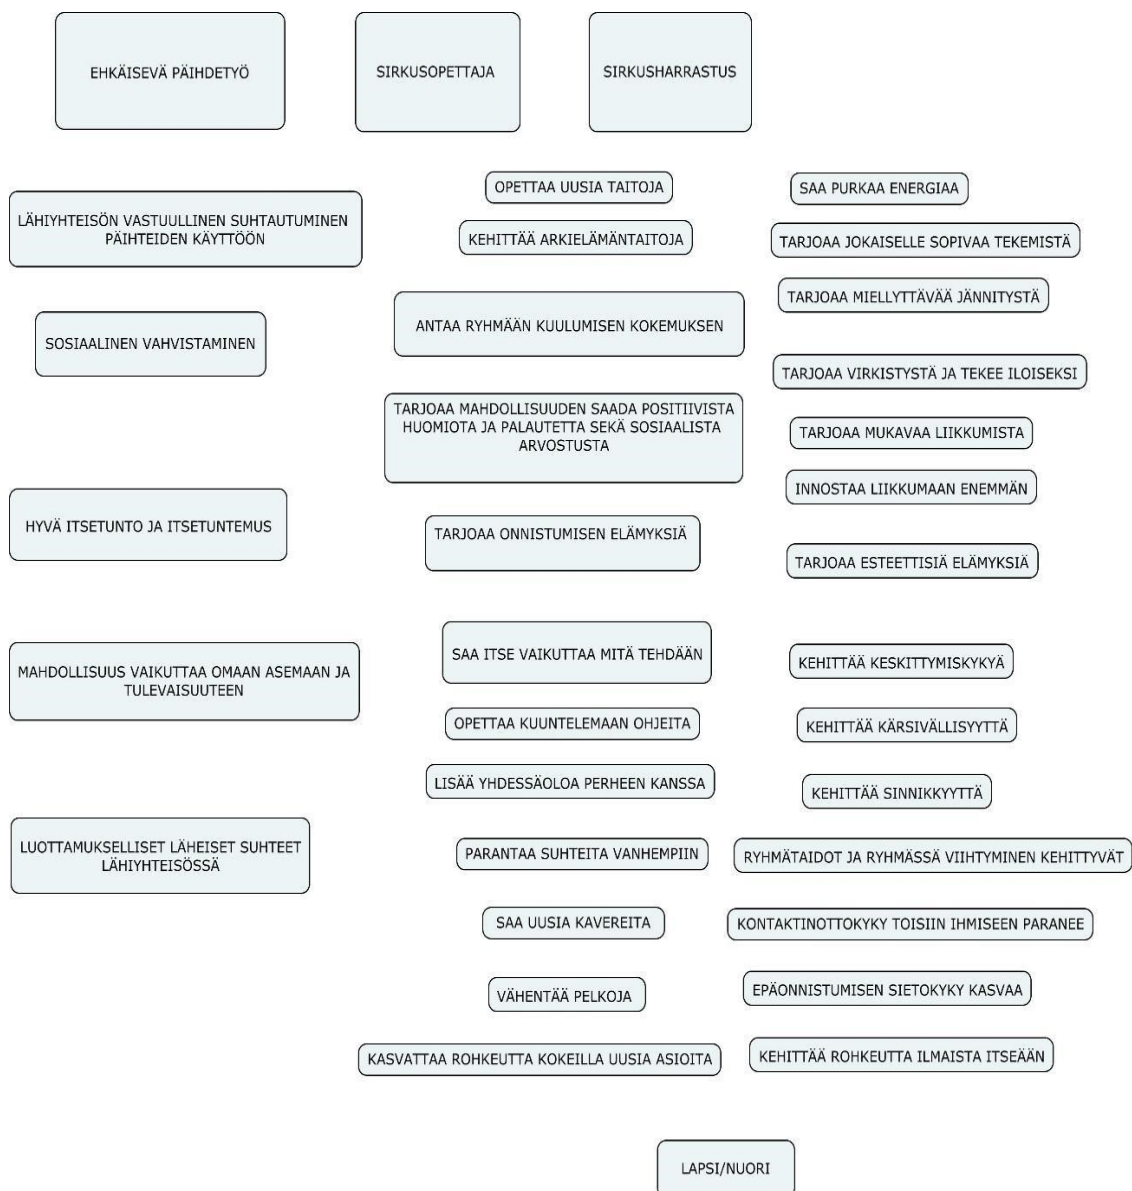 EHKÄISEVÄ PÄIHDETYÖ
SIRKUSOPETTAJA
SIRKUSHARRASTUS
LÄHIYHTEISÖN VASTUULLINEN SUHTAUTUMINEN
PÄIHTEIDEN KÄYTTÖÖN
SOSIAALINEN VAHVISTAMINEN
HYVÄ ITSETUNTO JA ITSETUNTEMUS
MAHDOLLISUUS VAIKUTTAA OMAAN ASEMAAN JA
TULEVAISUUTEEN
LUOTTAMUKSELLISET LÄHEISET SUHTEET
LÄHIYHTEISÖSSÄ
OPETTAA UUSIA TAITOJA
KEHITTÄÄ ARKIELÄMÄNTAITOJA
ANTAA RYHMÄÄN KUULUMISEN KOKEMUKSEN
TARJOAA MAHDOLLISUUDEN SAADA POSITIIVISTA
HUOMIOTA JA PALAUTETTA SEKÄ SOSIAALISTA
ARVOSTUSTA
TARJOAA ONNISTUMISEN ELÄMYKSIÄ
SAA ITSE VAIKUTTAA MITÄ TEHDÄÄN
OPETTAA KUUNTELEMAAN OHJEITA
LISÄÄ YHDESSÄOLOA PERHEEN KANSSA
PARANTAA SUHTEITA VANHEMPIIN
SAA UUSIA KAVEREITA
VÄHENTÄÄ PELKOJA
KASVATTAA ROHKEUTTA KOKEILLA UUSIA ASIOITA
SAA PURKAA ENERGIAA
TARJOAA JOKAISELLE SOPIVAA TEKEMISTÄ
TARJOAA MIELLYTTÄVÄÄ JÄNNITYSTÄ
TARJOAA VIRKISTYSTÄ JA TEKEE ILOISEKSI
TARJOAA MUKAVAA LIIKKUMISTA
INNOSTAA LIIKKUMAAN ENEMMÄN
TARJOAA ESTEETTISIÄ ELÄMYKSIÄ
KEHITTÄÄ KESKITTYMISKYKYÄ
KEHITTÄÄ KÄRSIVÄLLISYYTTÄ
KEHITTÄÄ SINNIKKYYTTÄ
RYHMÄTAIDOT JA RYHMÄSSÄ VIIHTYMINEN KEHITTYVÄT
KONTAKTINOTTOKYKY TOISIIN IHMISEEN PARANEE
EPÄONNISTUMISEN SIETOKYKY KASVAA
KEHITTÄÄ ROHKEUTTA ILMAISTA ITSEÄÄN
LAPSI/NUORI